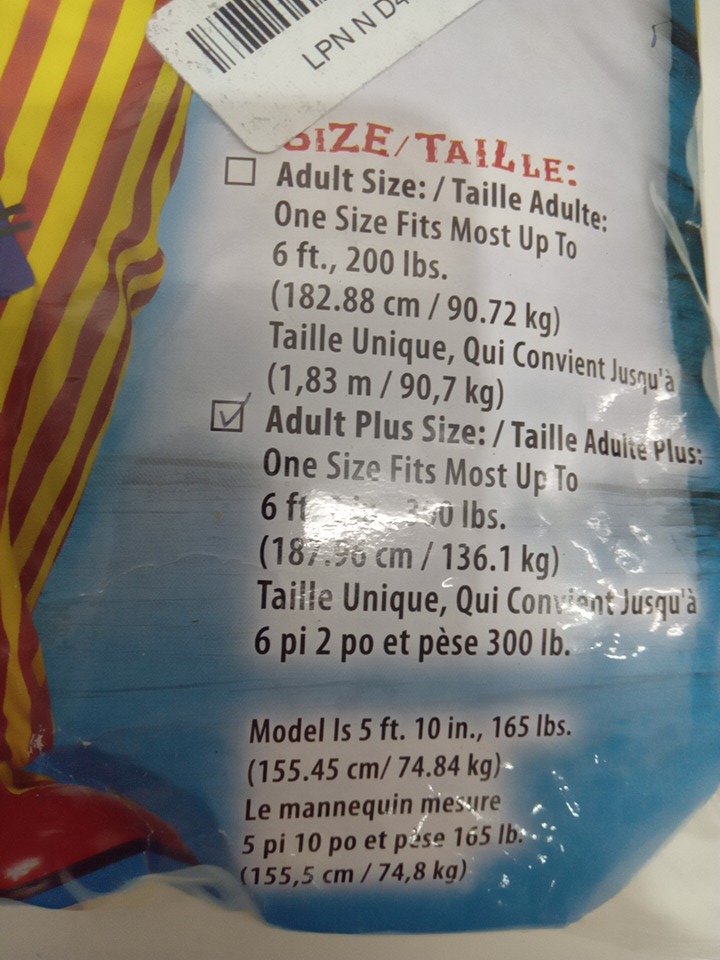 LPN N D4
SIZE/TAILLE:
Adult Size: / Taille Adulte:
One Size Fits Most Up To
6 ft., 200 lbs.
(182.88 cm / 90.72 kg)
Taille Unique, Qui Convient Jusqu'à
(1,83 m / 90,7 kg)
Adult Plus Size: / Taille Adulte Plus:
One Size Fits Most Up To
6 ft 300 lbs.
(187.96 cm / 136.1 kg)
Taille Unique, Qui Convient Jusqu'à
6 pi 2 po et pèse 300 lb.
Model Is 5 ft. 10 in., 165 lbs.
(155.45 cm/ 74.84 kg)
Le mannequin mesure
5 pi 10 po et pèse 165 lb.
(155,5 cm / 74,8 kg)